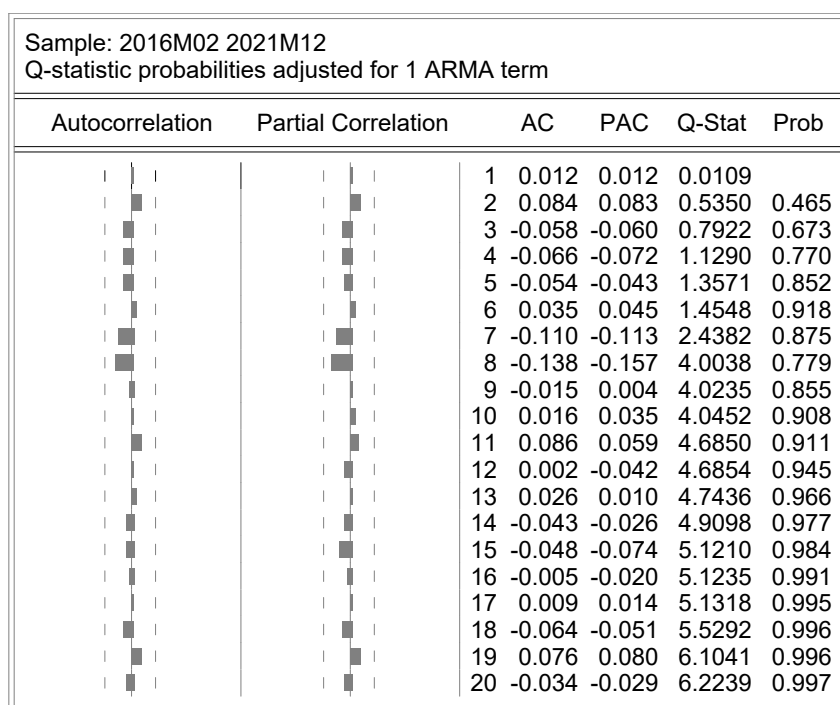 Sample: 2016M02 2021M12
Q-statistic probabilities adjusted for 1 ARMA term
Autocorrelation Partial Correlation AC PAC Q-Stat Prob
1 0.012 0.012 0.0109
2 0.084 0.083 0.5350 0.465
3 -0.058 -0.060 0.7922 0.673
4 -0.066 -0.072 1.1290 0.770
5 -0.054 -0.043 1.3571 0.852
6 0.035 0.045 1.4548 0.918
7 -0.110 -0.113 2.4382 0.875
8 -0.138 -0.157 4.0038 0.779
9 -0.015 0.004 4.0235 0.855
10 0.016 0.035 4.0452 0.908
11 0.086 0.059 4.6850 0.911
12 0.002 -0.042 4.6854 0.945
13 0.026 0.010 4.7436 0.966
14 -0.043 -0.026 4.9098 0.977
15 -0.048 -0.074 5.1210 0.984
16 -0.005 -0.020 5.1235 0.991
17 0.009 0.014 5.1318 0.995
18 -0.064 -0.051 5.5292 0.996
19 0.076 0.080 6.1041 0.996
20 -0.034 -0.029 6.2239 0.997